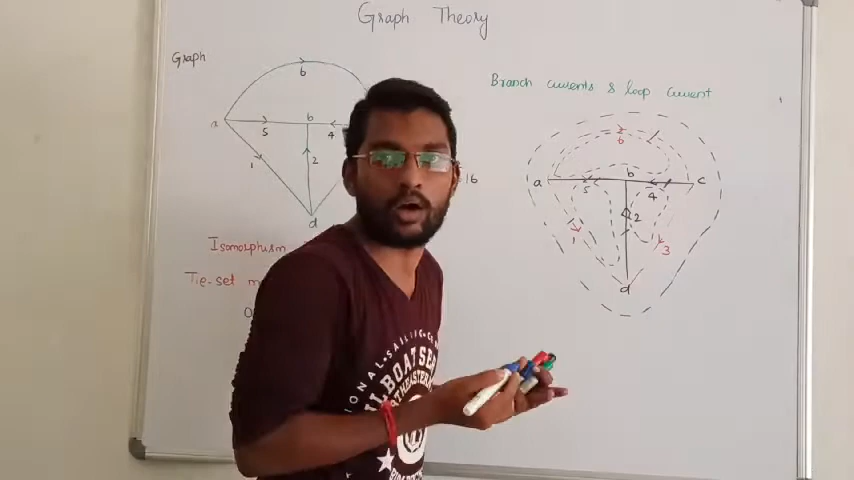 Graph Theory
Graph
6
a
5
b
4
1
2
d
16
Isomorphism
Tie-set
Branch currents & loop current
6
a
5
b
4
c
2
1
3
d